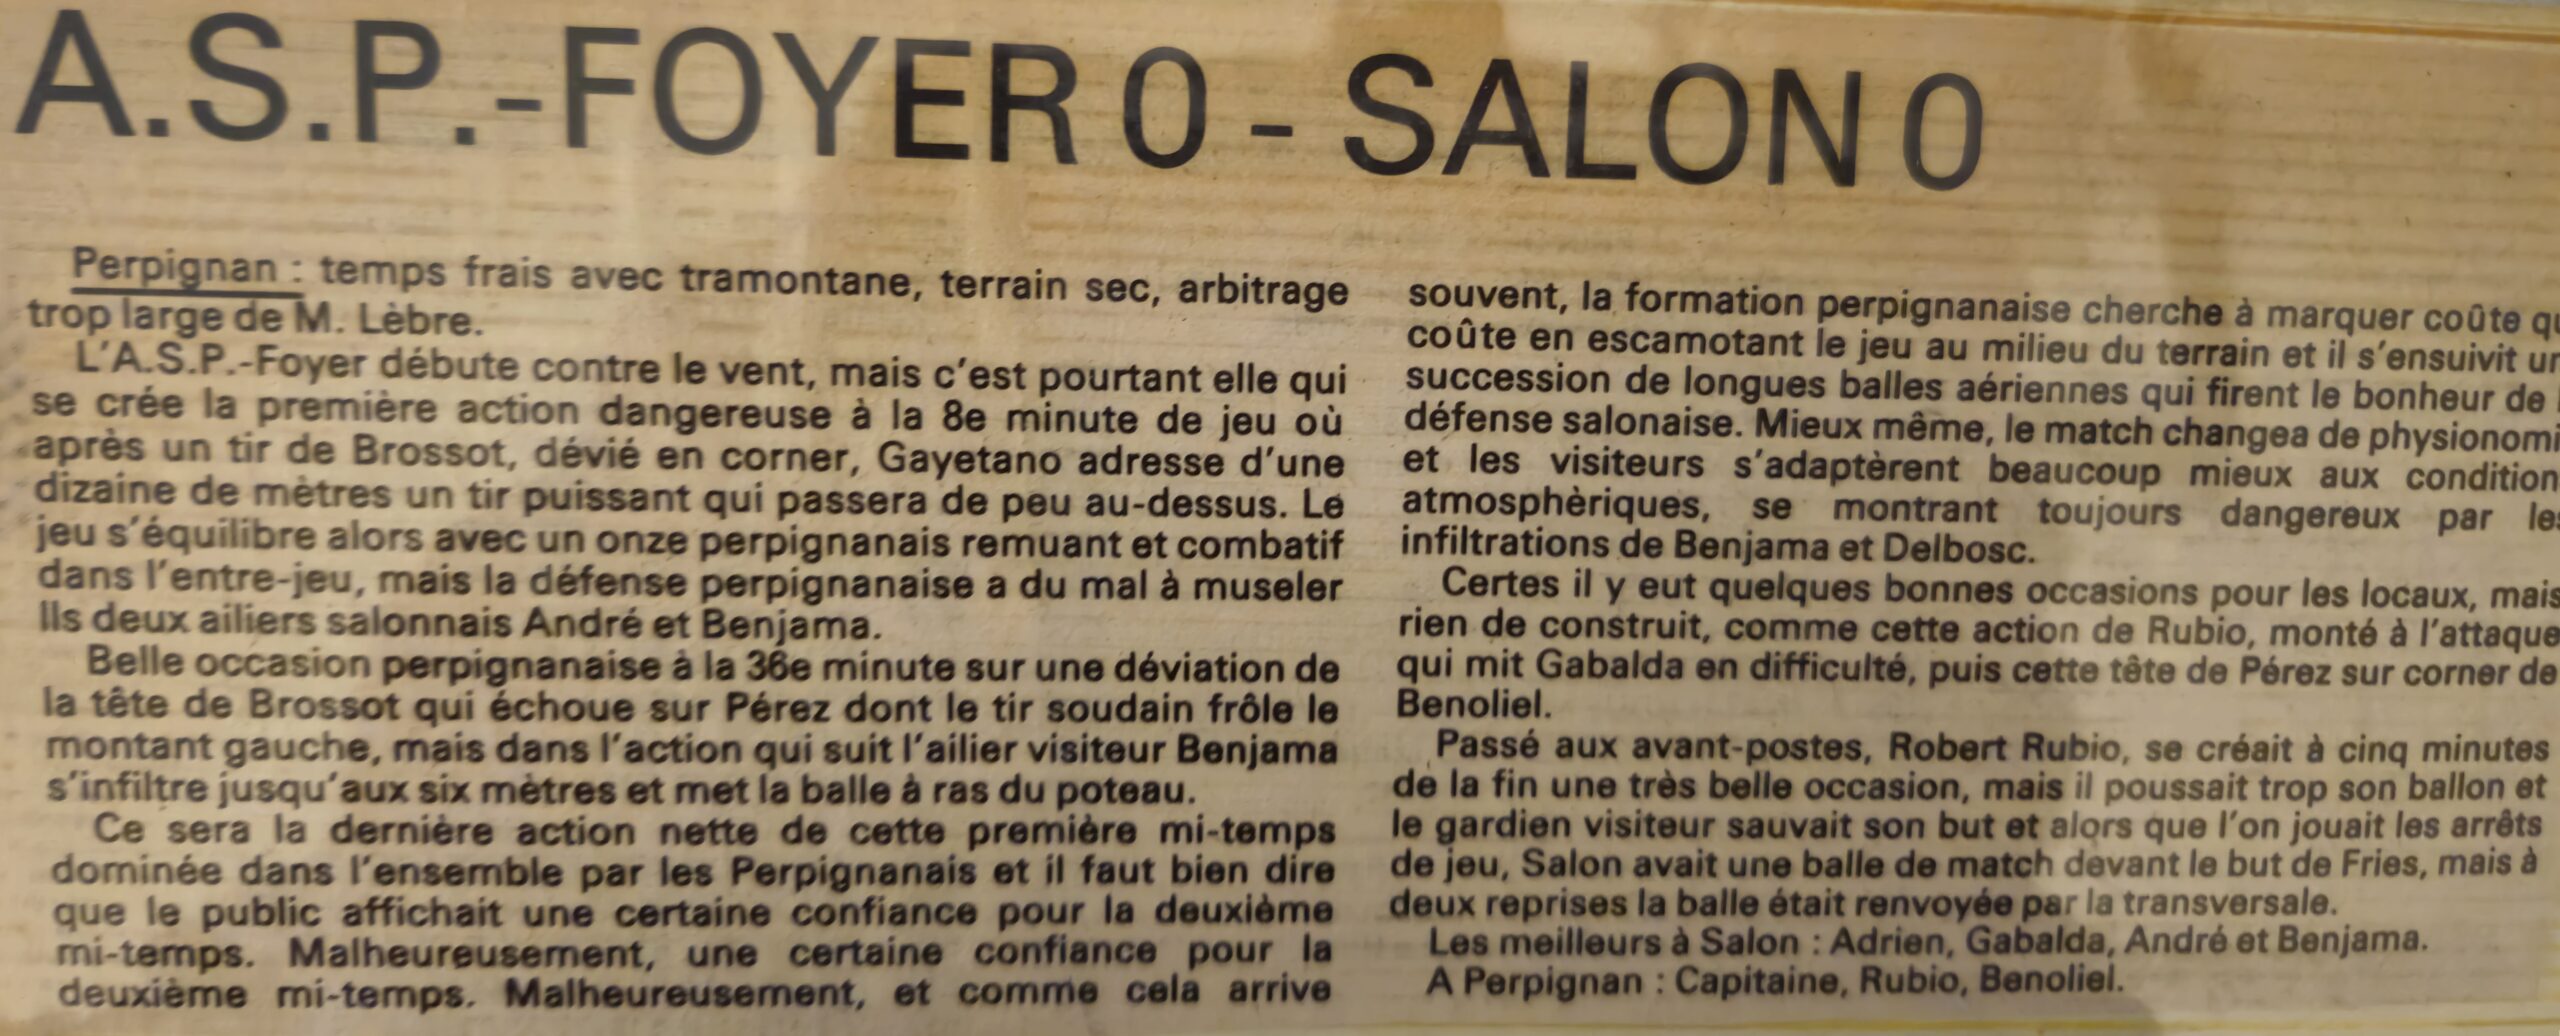 A.S.P.-FOYER 0 - SALON 0
Perpignan : temps frais avec tramontane, terrain sec, arbitrage
trop large de M. Lèbre.
L'A.S.P.-Foyer débute contre le vent, mais c'est pourtant elle qui
se crée la première action dangereuse à la 8e minute de jeu où
après un tir de Brossot, dévié en corner, Gayetano adresse d'une
dizaine de mètres un tir puissant qui passera de peu au-dessus. Le
jeu s'équilibre alors avec un onze perpignanais remuant et combatif
dans l'entre-jeu, mais la défense perpignanaise a du mal à museler
lls deux ailiers salonnais André et Benjama.
Belle occasion perpignanaise à la 36e minute sur une déviation de
la tête de Brossot qui échoue sur Pérez dont le tir soudain frôle le
montant gauche, mais dans l'action qui suit l'ailier visiteur Benjama
s'infiltre jusqu'aux six mètres et met la balle à ras du poteau.
Ce sera la dernière action nette de cette première mi-temps
dominée dans l'ensemble par les Perpignanais et il faut bien dire
que le public affichait une certaine confiance pour la deuxième
mi-temps. Malheureusement, une certaine confiance pour la
deuxième mi-temps. Malheureusement, et comme cela arrive
souvent, la formation perpignanaise cherche à marquer coûte qu
coûte en escamotant le jeu au milieu du terrain et il s'ensuivit un
succession de longues balles aériennes qui firent le bonheur de l
défense salonaise. Mieux même, le match changea de physionomi
et les visiteurs s'adaptèrent beaucoup mieux aux condition
atmosphèriques, se montrant toujours dangereux par les
infiltrations de Benjama et Delbosc.
Certes il y eut quelques bonnes occasions pour les locaux, mais
rien de construit, comme cette action de Rubio, monté à l'attaque
qui mit Gabalda en difficulté, puis cette tête de Pérez sur corner de
Benoliel.
Passé aux avant-postes, Robert Rubio, se créait à cinq minutes
de la fin une très belle occasion, mais il poussait trop son ballon et
le gardien visiteur sauvait son but et alors que l'on jouait les arrêts
de jeu, Salon avait une balle de match devant le but de Fries, mais à
deux reprises la balle était renvoyée par la transversale.
Les meilleurs à Salon : Adrien, Gabalda, André et Benjama.
A Perpignan : Capitaine, Rubio, Benoliel.